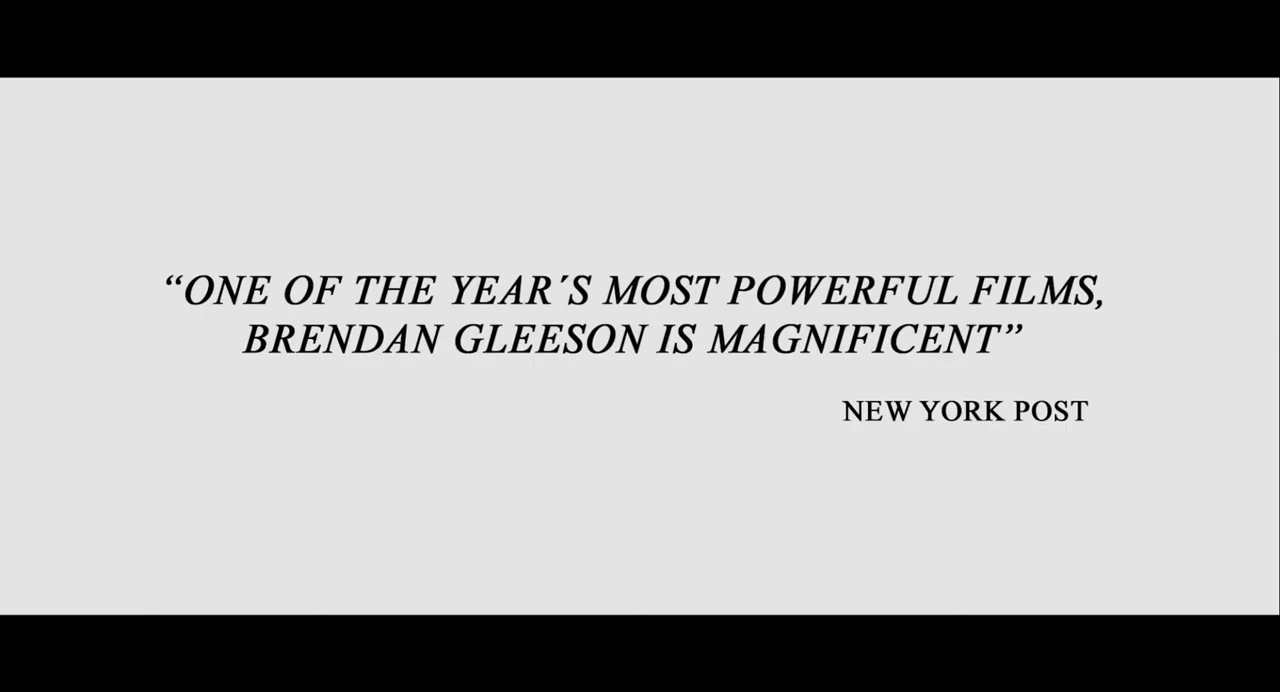 “ONE OF THE YEAR´S MOST POWERFUL FILMS,
BRENDAN GLEESON IS MAGNIFICENT”
NEW YORK POST